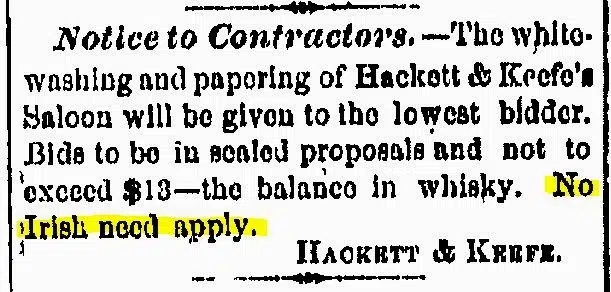 Notice to Contractors.—The white-
washing and papering of Hackett & Keefe's
Saloon will be given to the lowest bidder.
Bids to be in sealed proposals and not to
exceed $13—the balance in whisky. No
Irish need apply.
HACKETT & KEEFE.